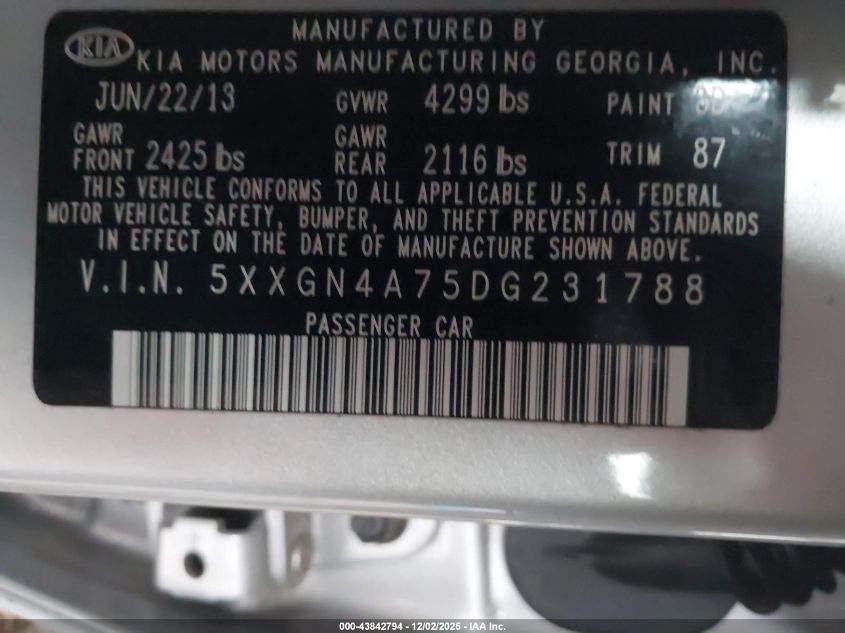 MANUFACTURED BY
KIA
KIA MOTORS MANUFACTURING GEORGIA, INC.
JUN/22/13 GVWR 4299 lbs PAINT 3D
GAWR FRONT 2425 lbs GAWR REAR 2116 lbs TRIM 87
THIS VEHICLE CONFORMS TO ALL APPLICABLE U.S.A. FEDERAL
MOTOR VEHICLE SAFETY, BUMPER, AND THEFT PREVENTION STANDARDS
IN EFFECT ON THE DATE OF MANUFACTURE SHOWN ABOVE.
V.I.N. 5XXGN4A75DG231788
PASSENGER CAR
000-43842794 - 12/02/2025 - IAA Inc.